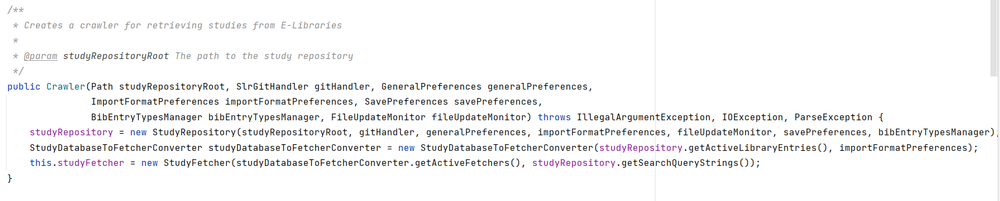 /**
 * Creates a crawler for retrieving studies from E-Libraries
 *
 * @param studyRepositoryRoot The path to the study repository
 */
public Crawler(Path studyRepositoryRoot, SlrGitHandler gitHandler, GeneralPreferences generalPreferences,
               ImportFormatPreferences importFormatPreferences, SavePreferences savePreferences,
               BibEntryTypesManager bibEntryTypesManager, FileUpdateMonitor fileUpdateMonitor) throws IllegalArgumentException, IOException, ParseException {
    studyRepository = new StudyRepository(studyRepositoryRoot, gitHandler, generalPreferences, importFormatPreferences, fileUpdateMonitor, savePreferences, bibEntryTypesManager);
    StudyDatabaseToFetcherConverter studyDatabaseToFetcherConverter = new StudyDatabaseToFetcherConverter(studyRepository.getActiveLibraryEntries(), importFormatPreferences);
    this.studyFetcher = new StudyFetcher(studyDatabaseToFetcherConverter.getActiveFetchers(), studyRepository.getSearchQueryStrings());
}